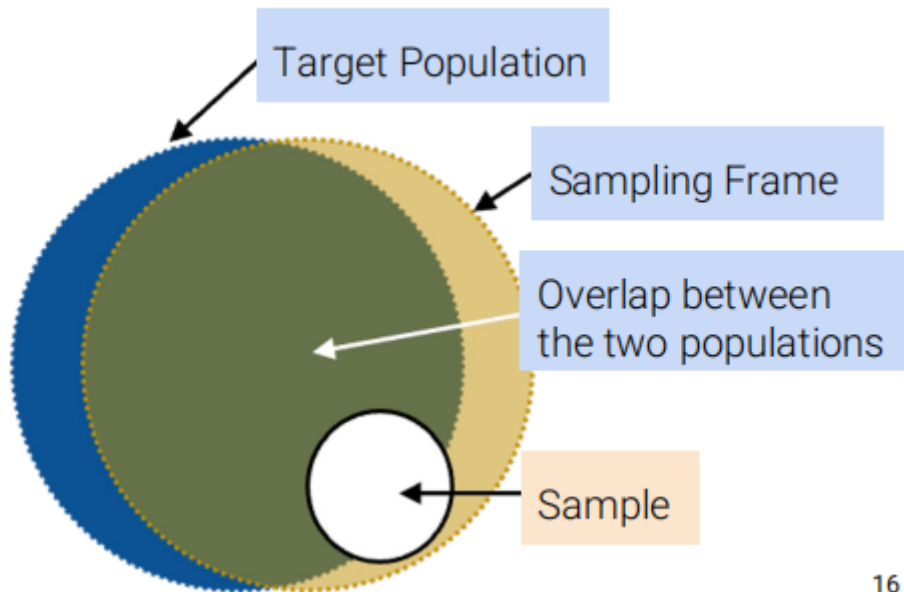 Target Population
Sampling Frame
Overlap between
the two populations
Sample
16